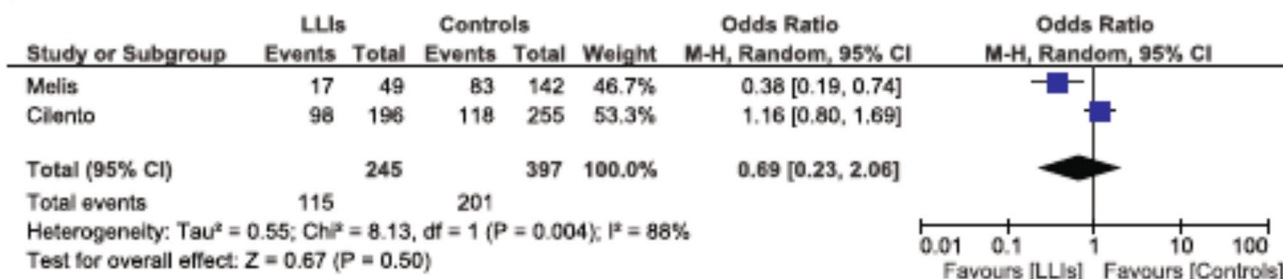 LLIs Controls Odds Ratio Odds Ratio
Study or Subgroup Events Total Events Total Weight M-H, Random, 95% CI M-H, Random, 95% CI
Melis 17 49 83 142 46.7% 0.38 [0.19, 0.74]
Cilento 98 196 118 255 53.3% 1.16 [0.80, 1.69]
Total (95% CI) 245 397 100.0% 0.69 [0.23, 2.06]
Total events 115 201
Heterogeneity: Tau² = 0.55; Chi² = 8.13, df = 1 (P = 0.004); I² = 88%
Test for overall effect: Z = 0.67 (P = 0.50)
0.01 0.1 1 10 100
Favours [LLIs] Favours [Controls]